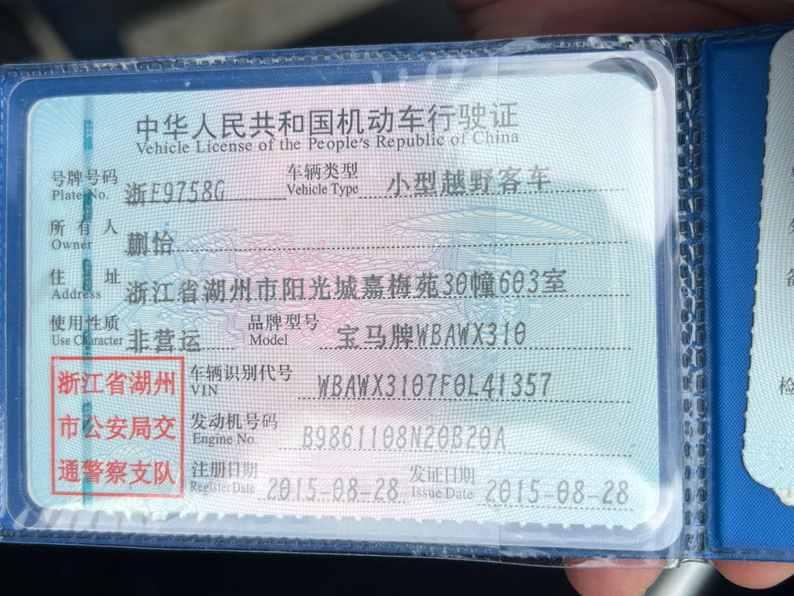 中华人民共和国机动车行驶证
Vehicle License of the People's Republic of China
号牌号码 Plate No. 浙E9758G 车辆类型 Vehicle Type 小型越野客车
所有人 Owner 蒯怡
住址 Address 浙江省湖州市阳光城嘉梅苑30幢603室
使用性质 Use Character 非营运 品牌型号 Model 宝马牌WBAWX310
浙江省湖州
市公安局交
通警察支队
车辆识别代号 VIN WBAWX3107F0L41357
发动机号码 Engine No. B9861108N20B20A
注册日期 Register Date 2015-08-28 发证日期 Issue Date 2015-08-28